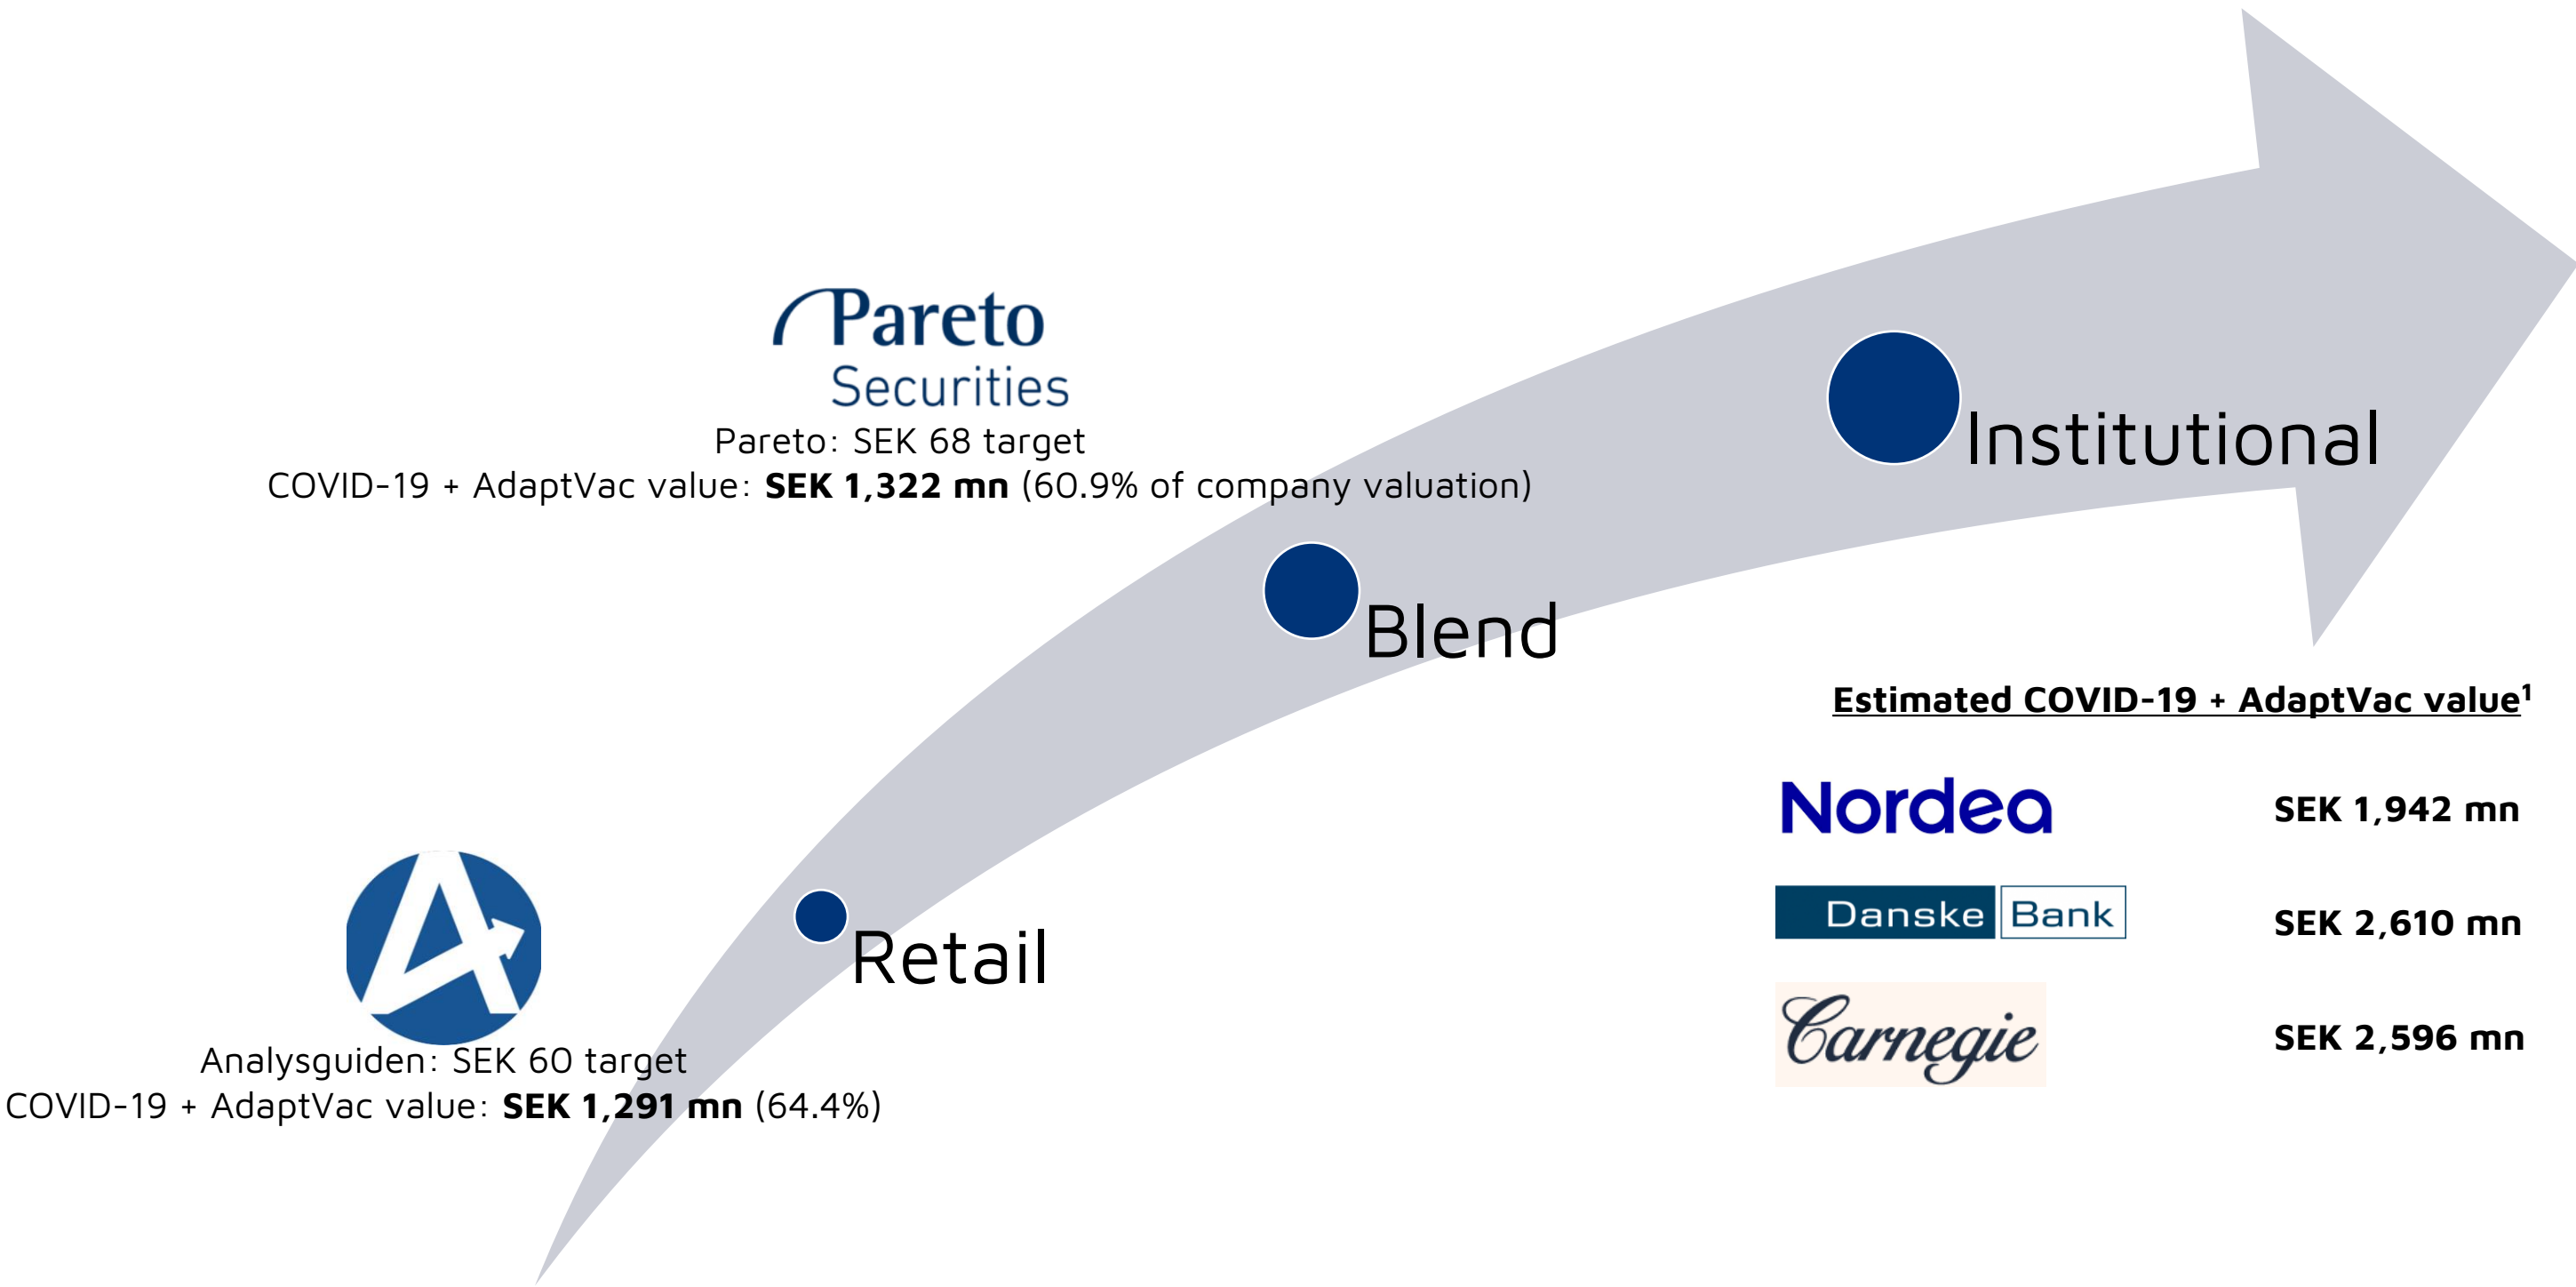 Pareto
Securities
Pareto: SEK 68 target
COVID-19 + AdaptVac value: SEK 1,322 mn (60.9% of company valuation)
Institutional
Blend
Retail
Analysguiden: SEK 60 target
COVID-19 + AdaptVac value: SEK 1,291 mn (64.4%)
Estimated COVID-19 + AdaptVac value¹
Nordea SEK 1,942 mn
Danske Bank SEK 2,610 mn
Carnegie SEK 2,596 mn